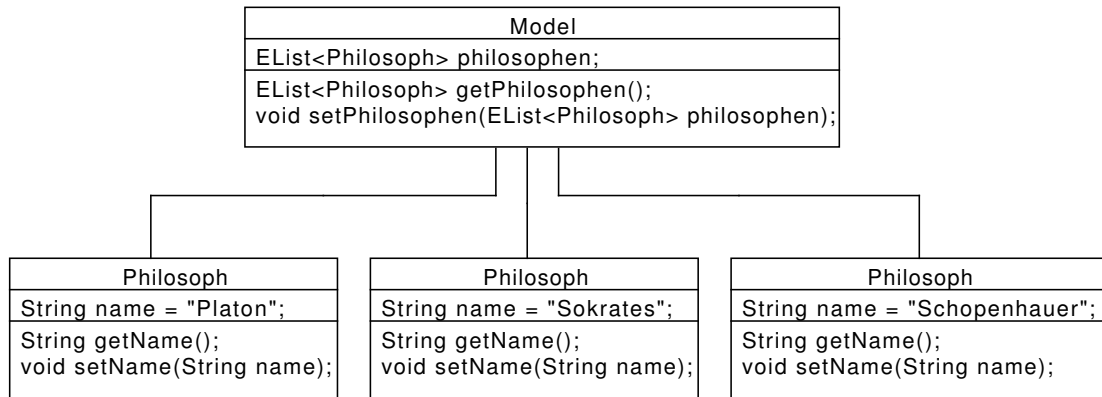 Model
EList<Philosoph> philosophen;
EList<Philosoph> getPhilosophen();
void setPhilosophen(EList<Philosoph> philosophen);
Philosoph
String name = "Platon";
String getName();
void setName(String name);
Philosoph
String name = "Sokrates";
String getName();
void setName(String name);
Philosoph
String name = "Schopenhauer";
String getName();
void setName(String name);